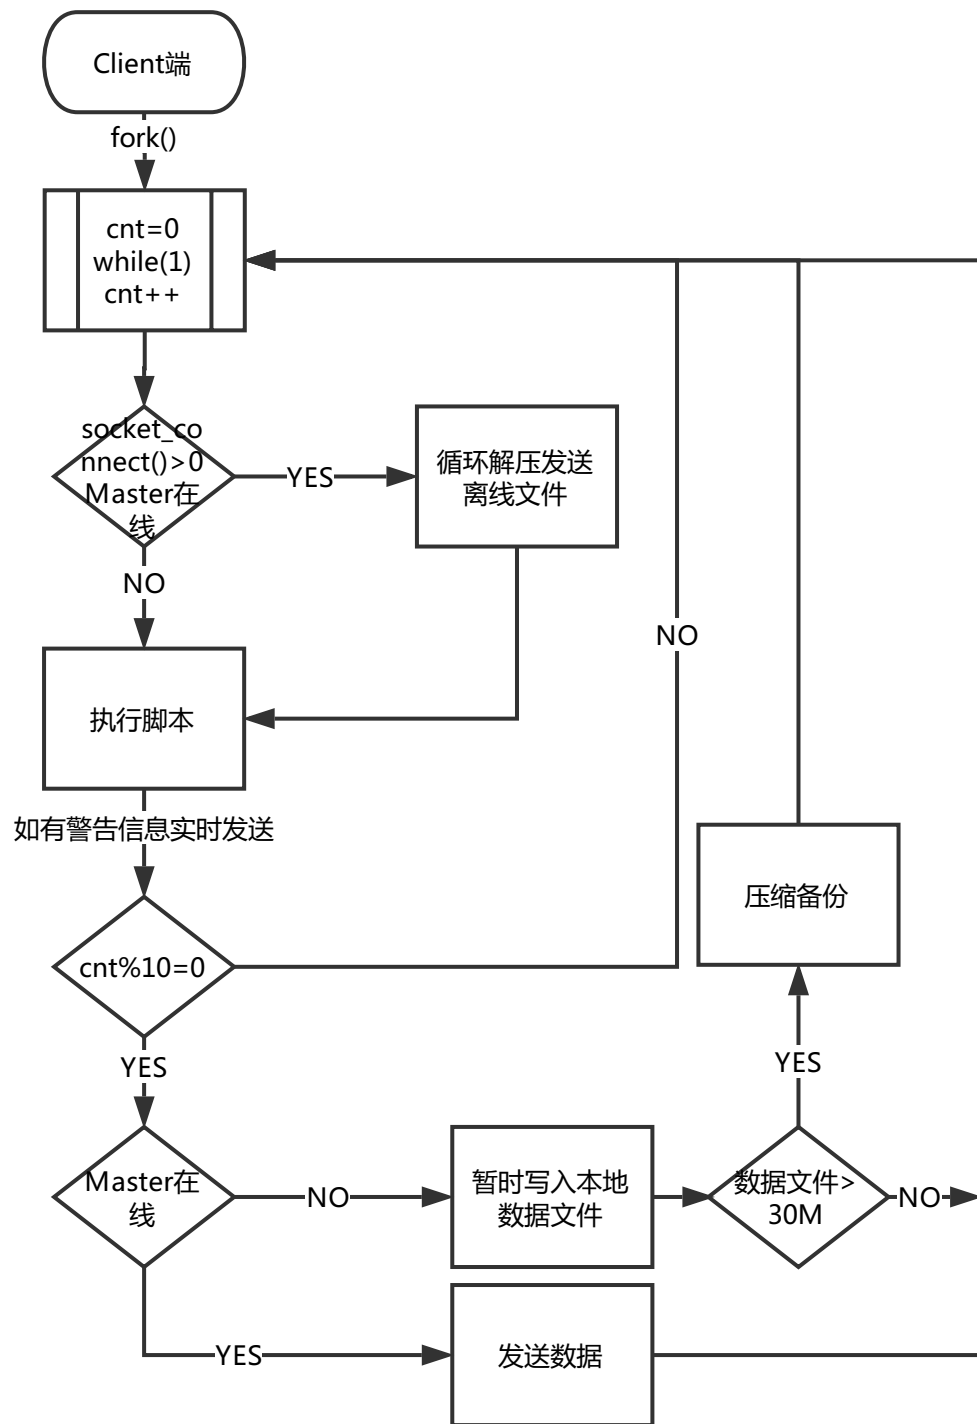 Client端
fork()
cnt=0
while(1)
cnt++
socket_co
nnect()>0
Master在
线
YES
循环解压发送
离线文件
NO
NO
执行脚本
如有警告信息实时发送
压缩备份
cnt%10=0
YES
YES
Master在
线
NO
暂时写入本地
数据文件
数据文件>
30M
NO
YES
发送数据